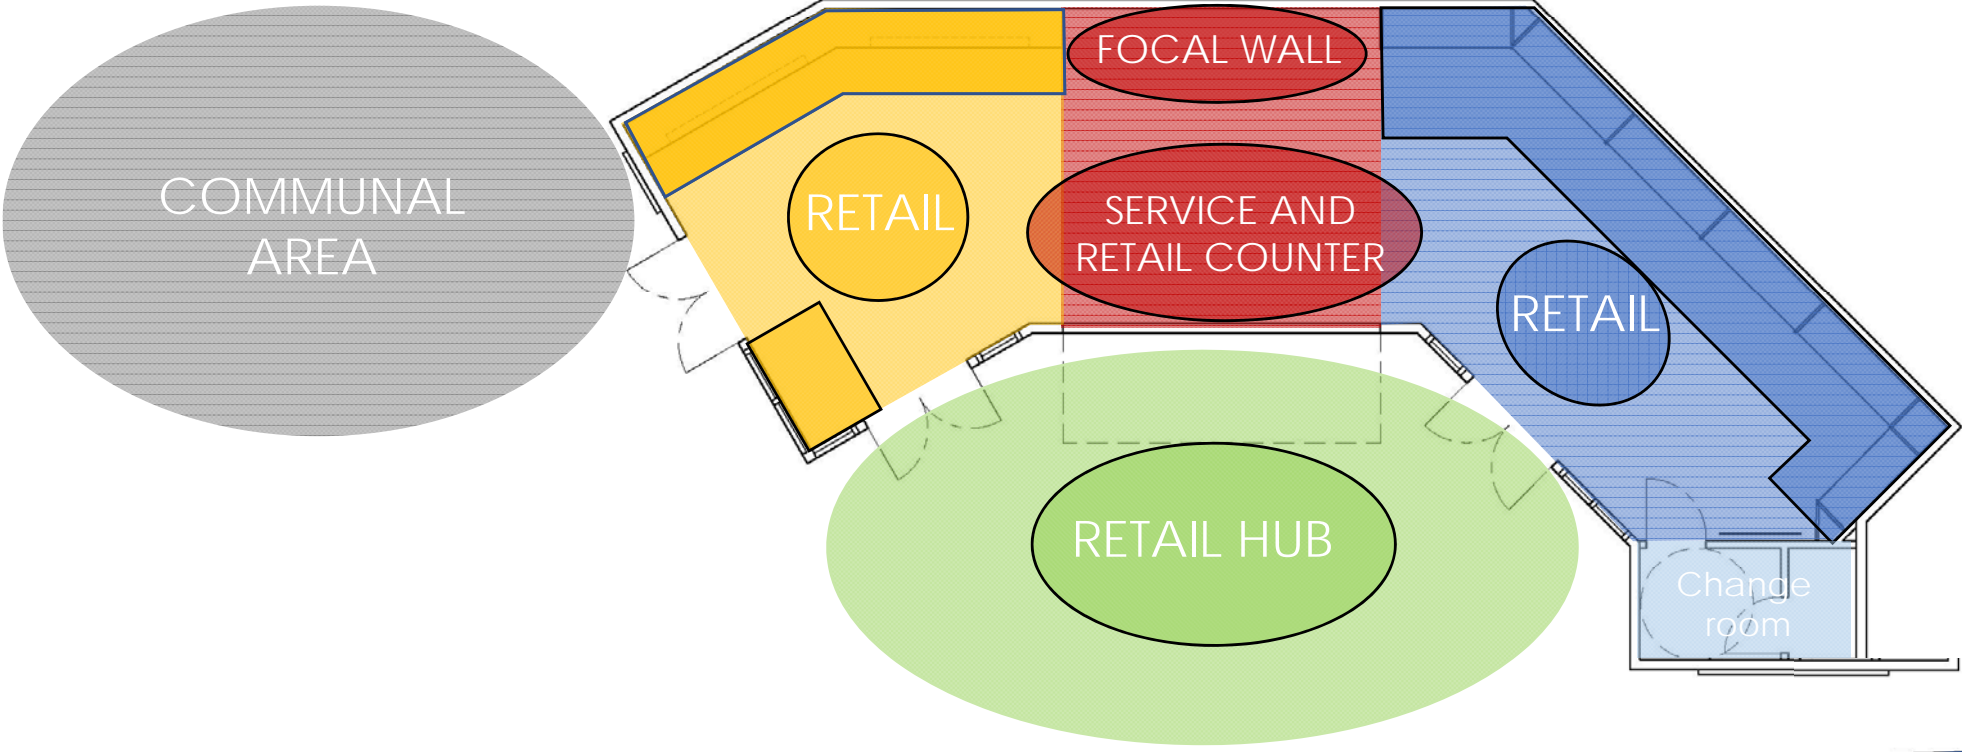 FOCAL WALL
COMMUNAL
AREA
RETAIL
SERVICE AND
RETAIL COUNTER
RETAIL
RETAIL HUB
Change
room